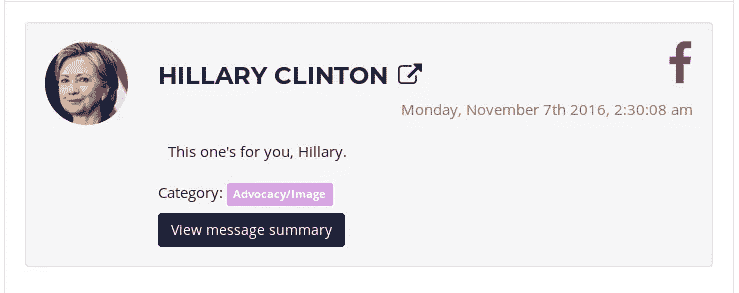 HILLARY CLINTON
Monday, November 7th 2016, 2:30:08 am
This one's for you, Hillary.
Category: Advocacy/Image
View message summary